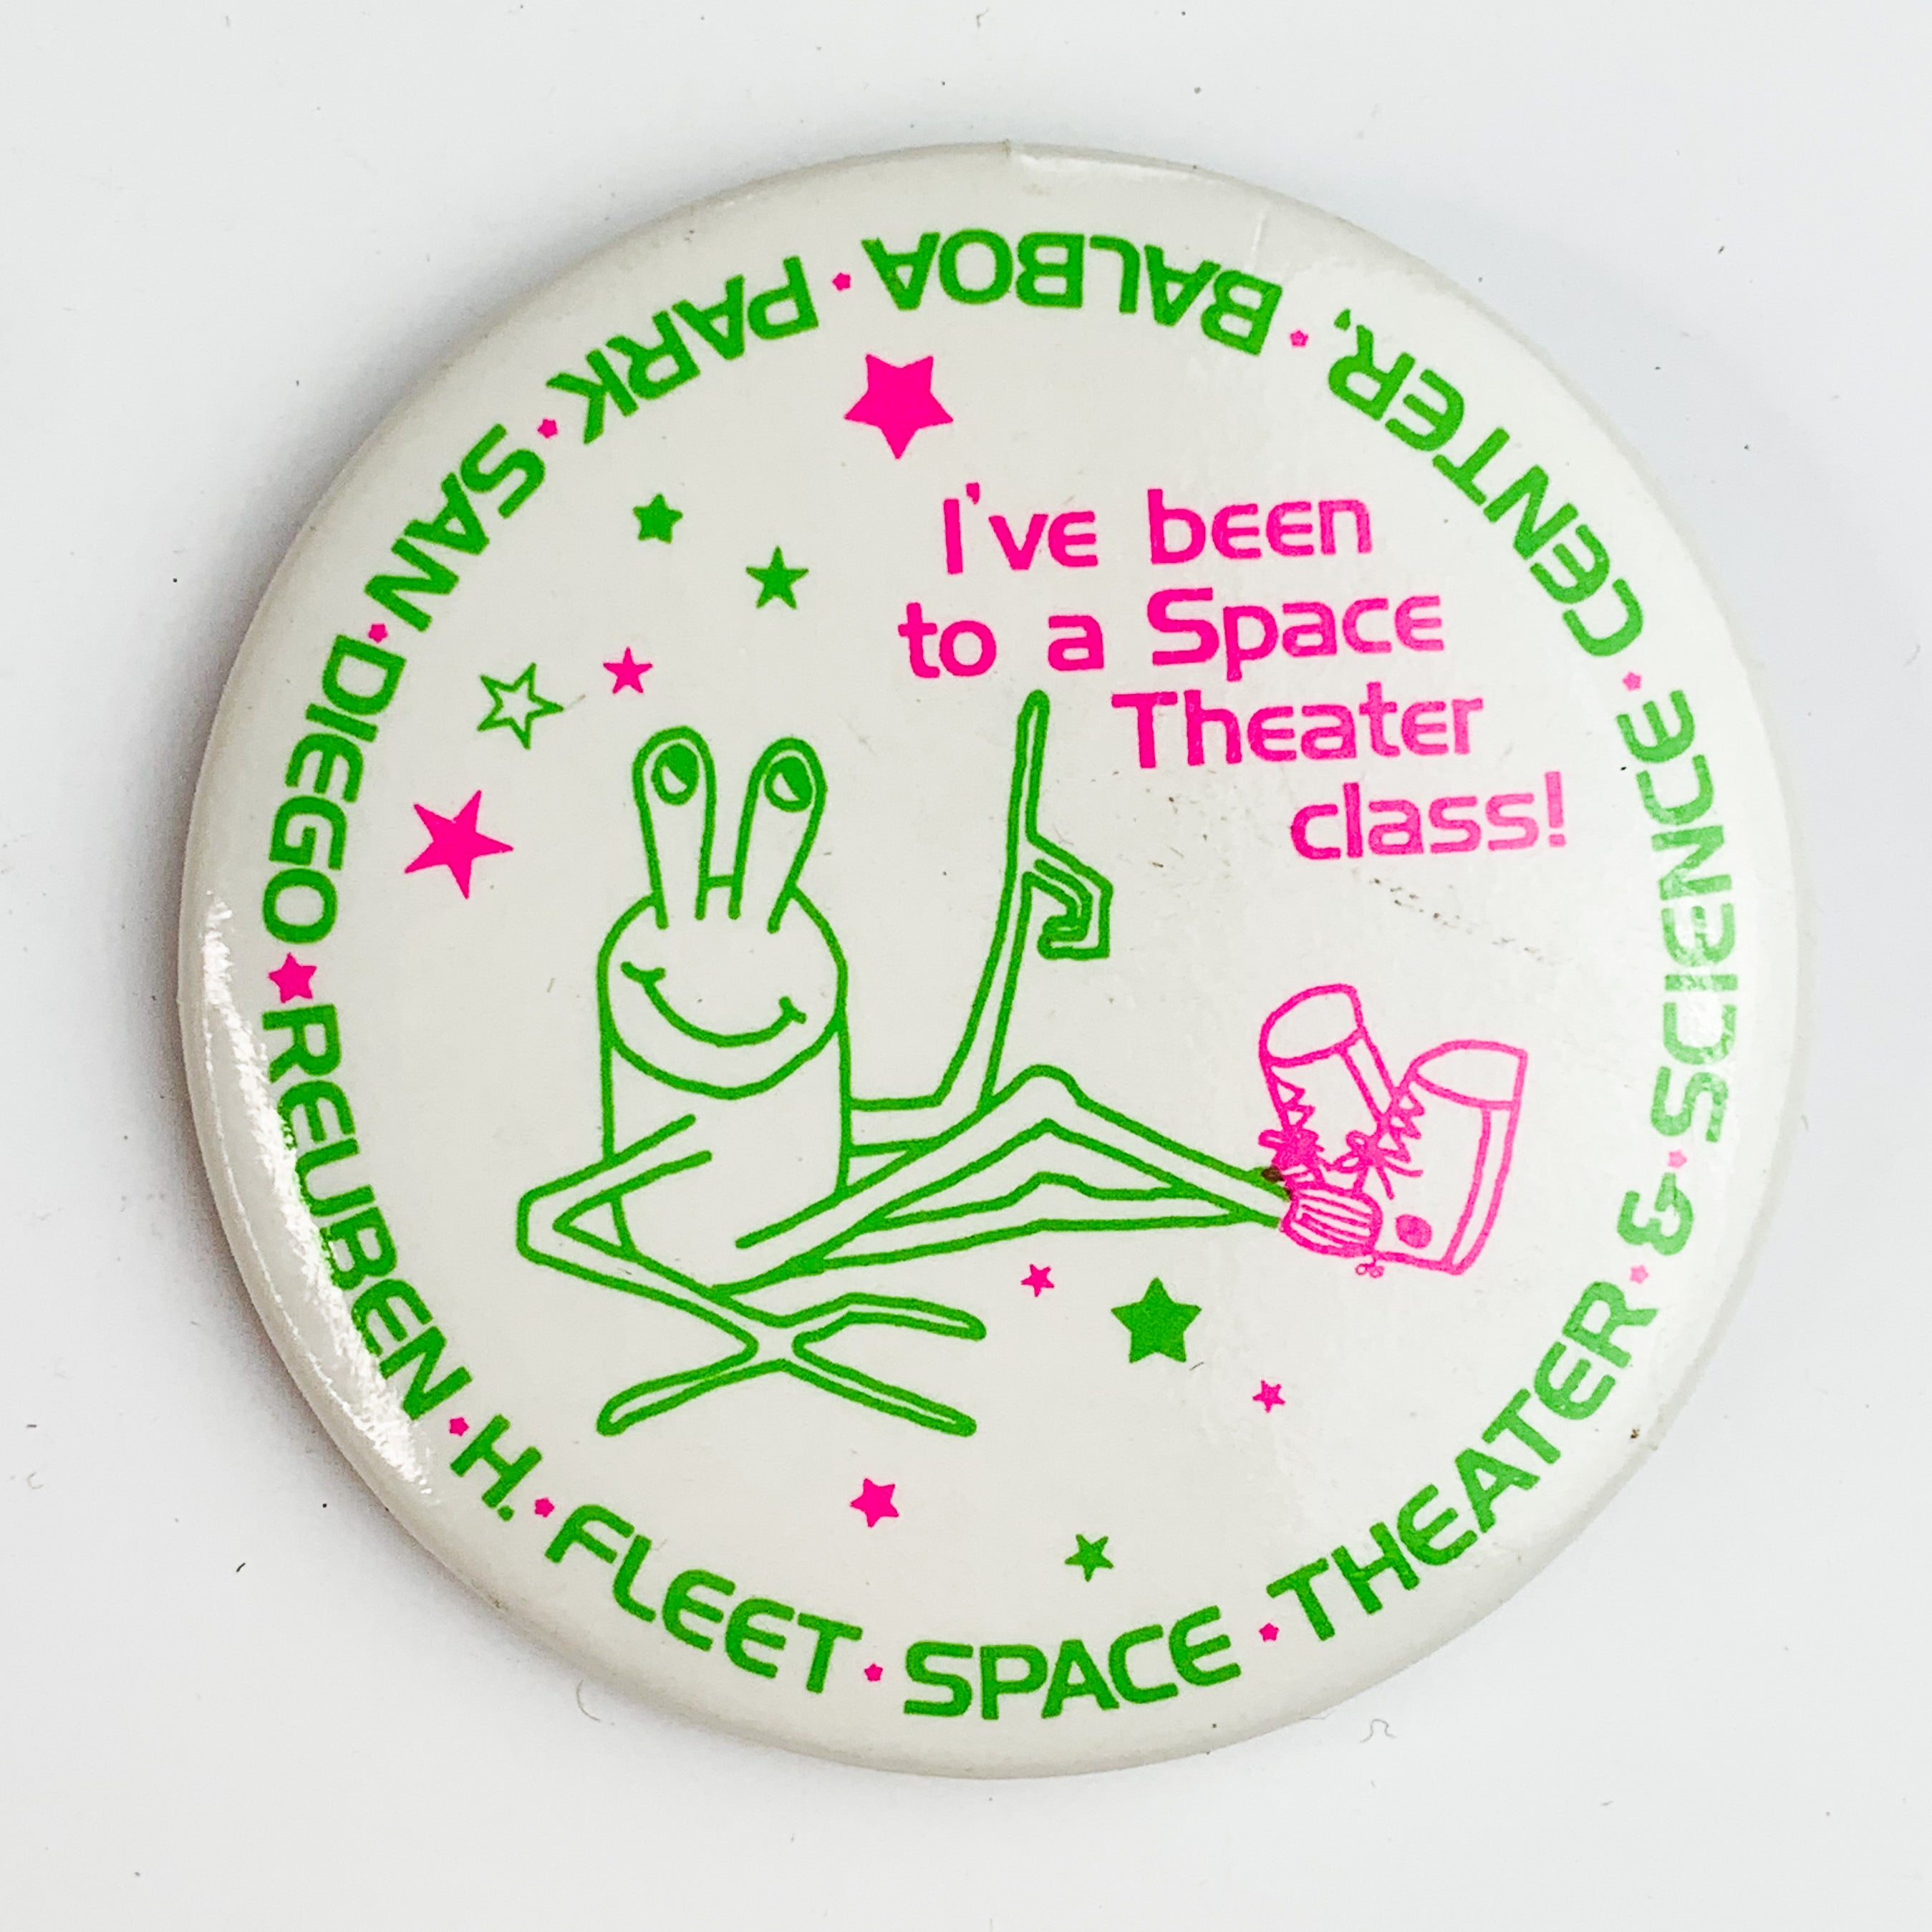 I've been
to a Space
Theater
class!
REUBEN · H. · FLEET · SPACE · THEATER · & · SCIENCE · CENTER, · BALBOA · PARK · SAN · DIEGO